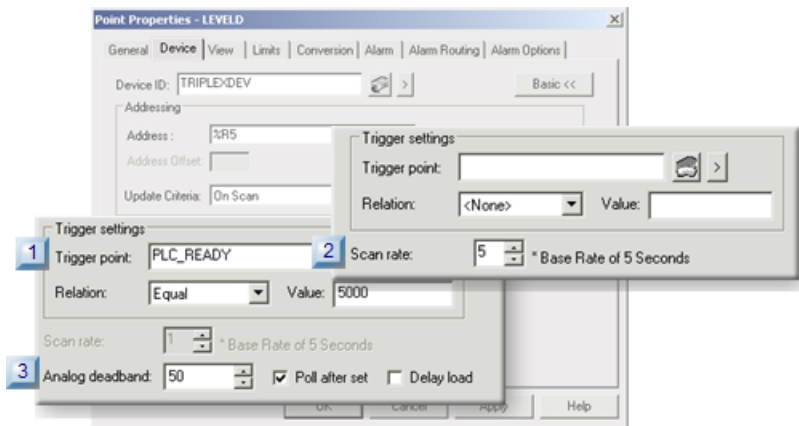 Point Properties - LEVELD
General Device View Limits Conversion Alarm Alarm Routing Alarm Options
Device ID: TRIPLEXDEV > Basic <<
Addressing
Address : %R5
Address Offset:
Update Criteria: On Scan
Trigger settings
Trigger point: >
Relation: <None> Value:
2 Scan rate: 5 * Base Rate of 5 Seconds
Trigger settings
1 Trigger point: PLC_READY
Relation: Equal Value: 5000
Scan rate: 1 * Base Rate of 5 Seconds
3 Analog deadband: 50 Poll after set Delay load
OK Cancel Apply Help